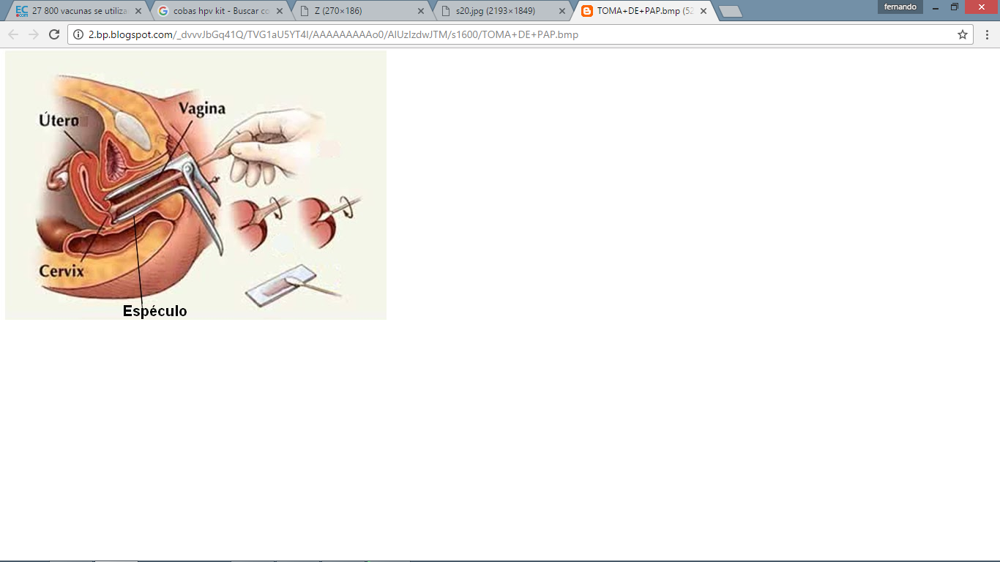 27 800 vacunas se utiliza
cobas hpv kit - Buscar co
Z (270×186)
s20.jpg (2193×1849)
TOMA+DE+PAP.bmp (52
fernando
2.bp.blogspot.com/_dvvvJbGq41Q/TVG1aU5YT4I/AAAAAAAAAo0/AlUzIzdwJTM/s1600/TOMA+DE+PAP.bmp
Vagina
Útero
Cervix
Espéculo